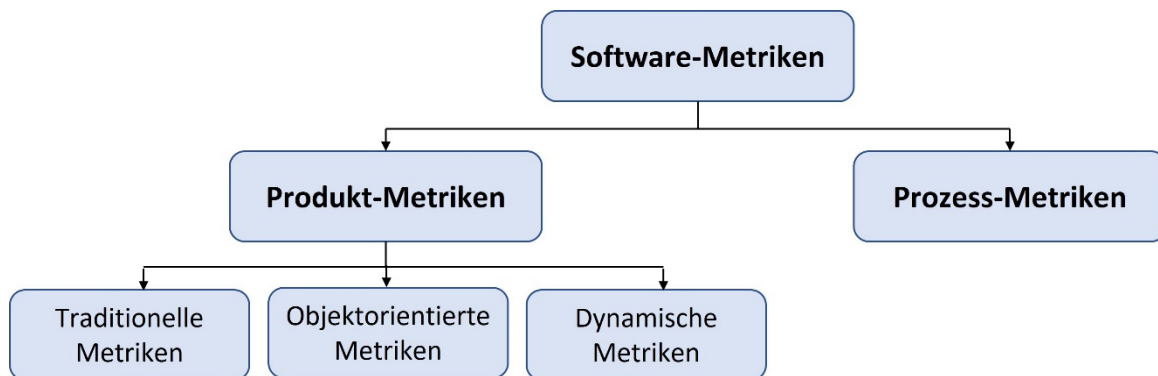 Software-Metriken
Produkt-Metriken
Prozess-Metriken
Traditionelle
Metriken
Objektorientierte
Metriken
Dynamische
Metriken